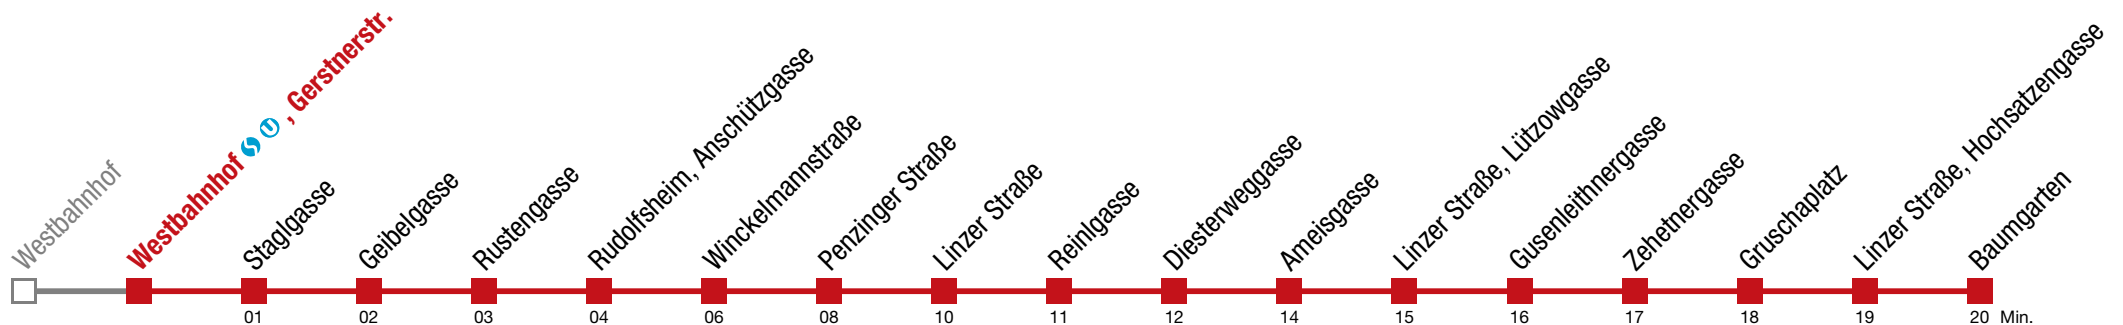 Westbahnhof
Westbahnhof S U, Gerstnerstr.
Staglgasse
Geibelgasse
Rustengasse
Rudolfsheim, Anschützgasse
Winckelmannstraße
Penzinger Straße
Linzer Straße
Reinlgasse
Diesterweggasse
Ameisgasse
Linzer Straße, Lützowgasse
Gusenleithnergasse
Zehetnergasse
Gruschaplatz
Linzer Straße, Hochsatzengasse
Baumgarten
01 02 03 04 06 08 10 11 12 14 15 16 17 18 19 20 Min.